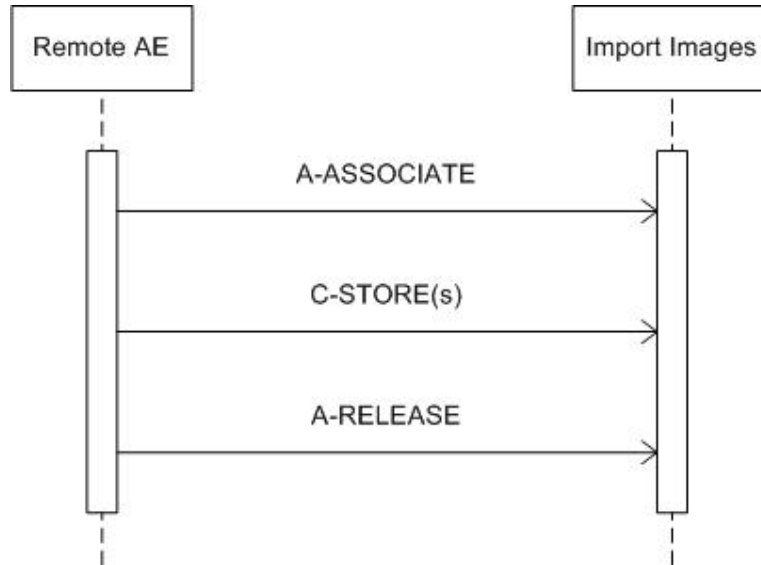 Remote AE
Import Images
A-ASSOCIATE
C-STORE(s)
A-RELEASE